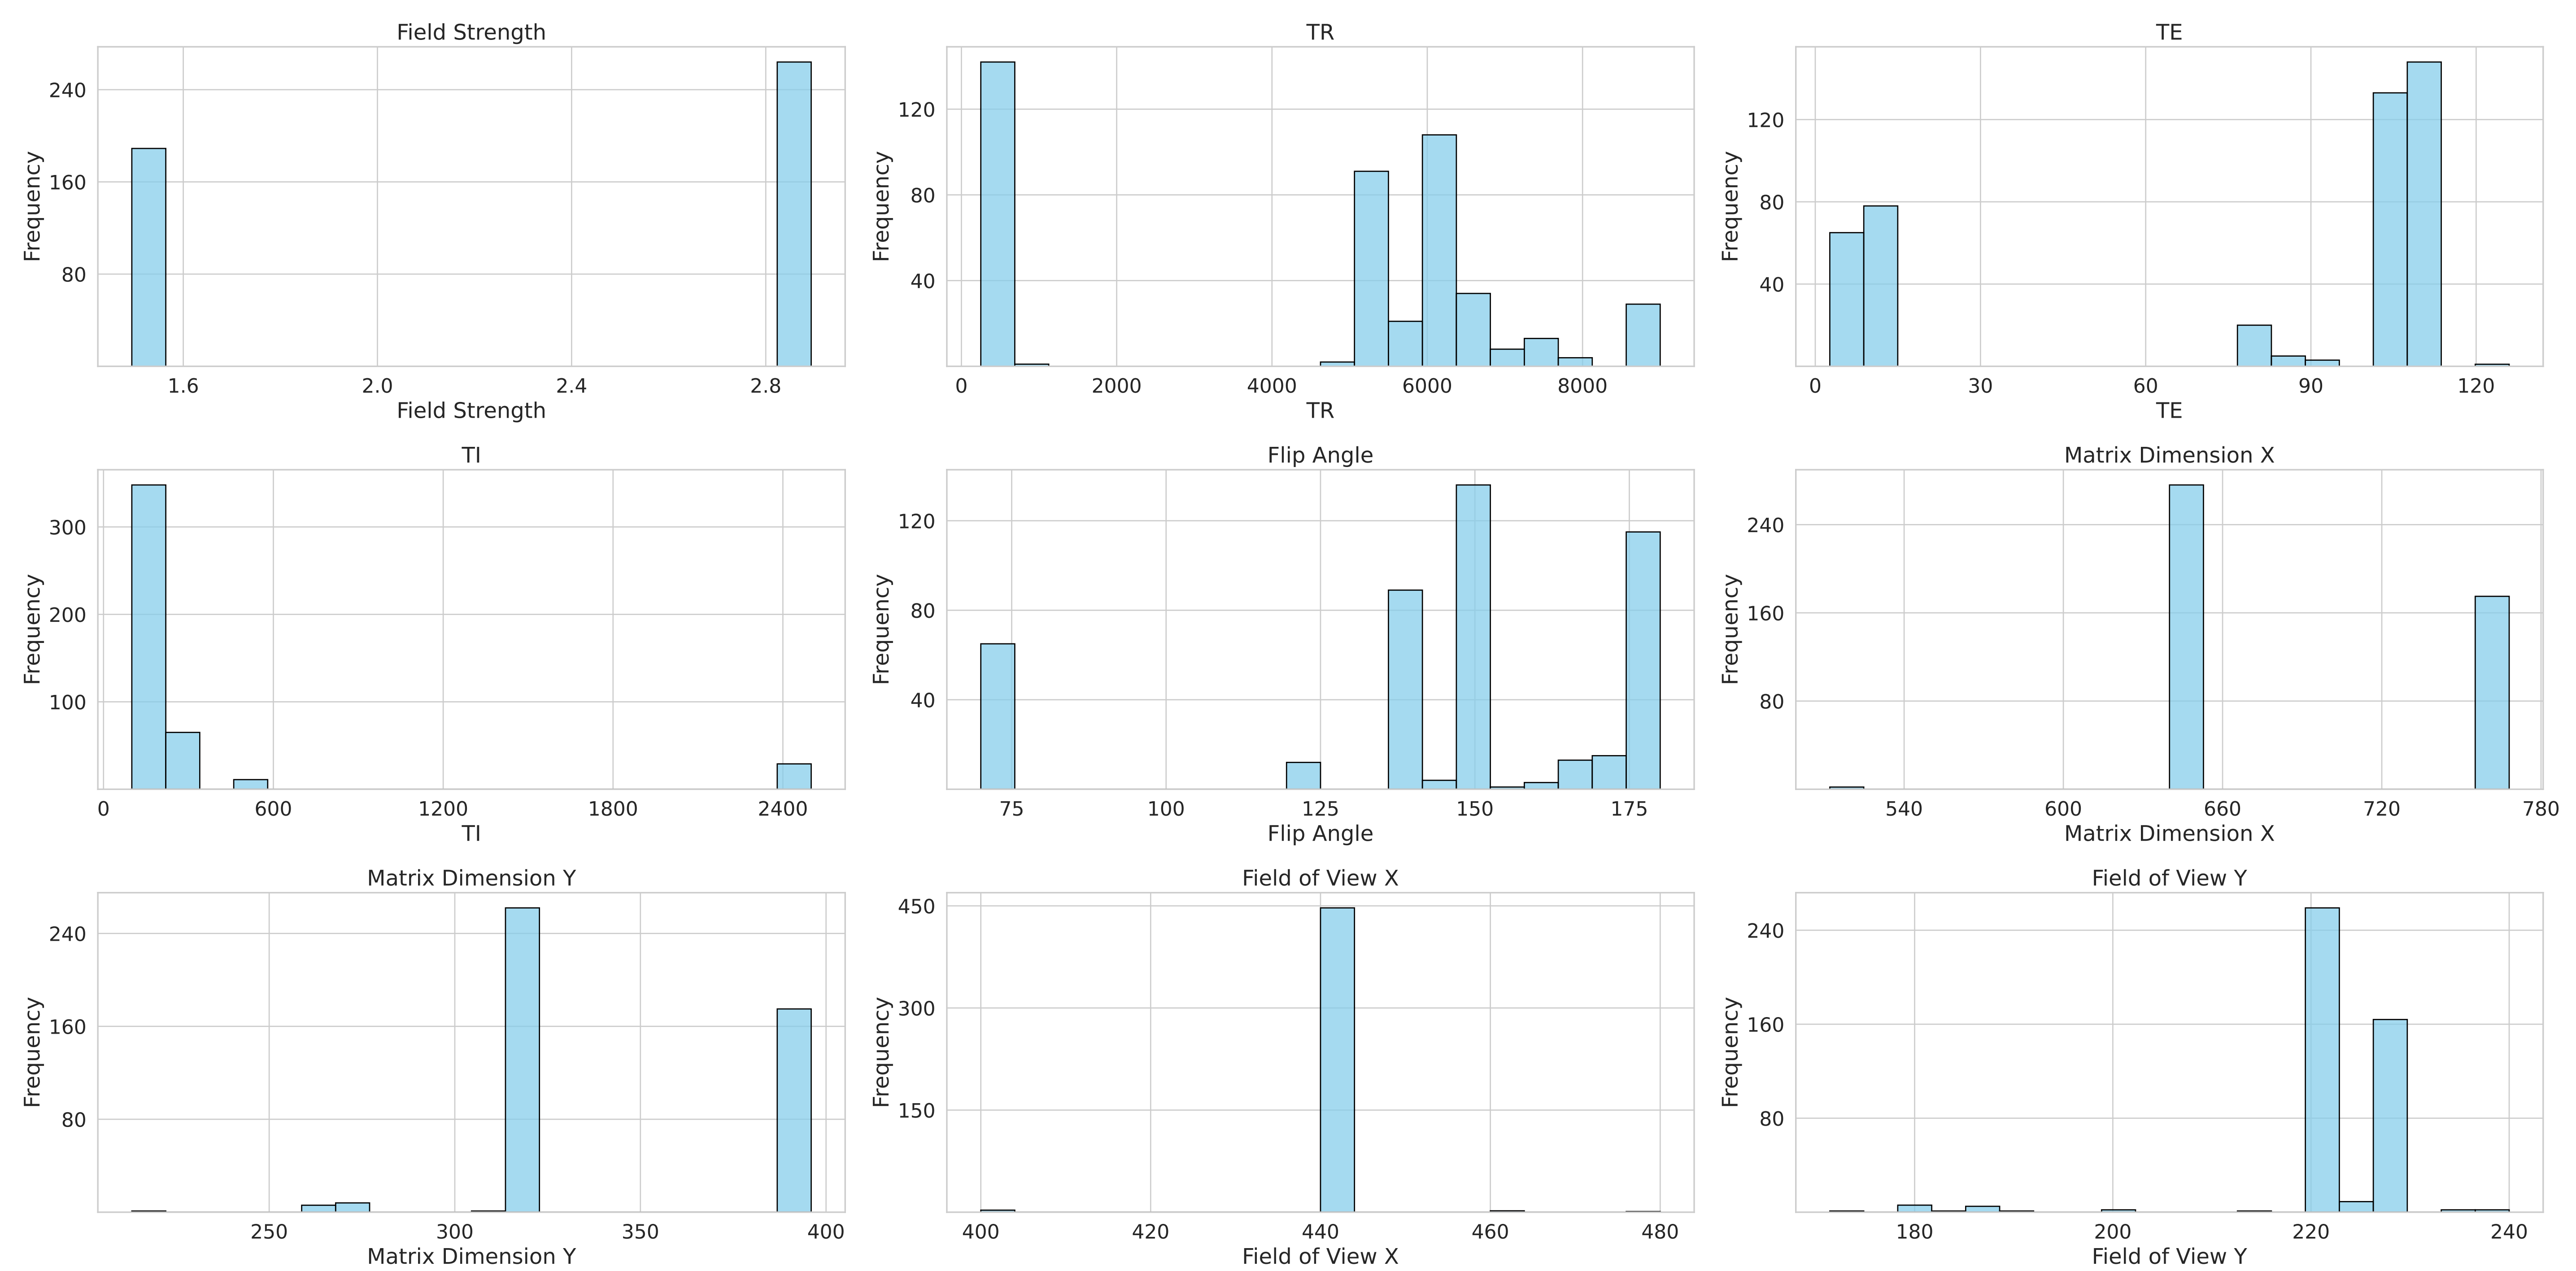 Field Strength
Frequency
240
160
80
1.6 2.0 2.4 2.8
Field Strength
TR
Frequency
120
80
40
0 2000 4000 6000 8000
TR
TE
Frequency
120
80
40
0 30 60 90 120
TE
TI
Frequency
300
200
100
0 600 1200 1800 2400
TI
Flip Angle
Frequency
120
80
40
75 100 125 150 175
Flip Angle
Matrix Dimension X
Frequency
240
160
80
540 600 660 720 780
Matrix Dimension X
Matrix Dimension Y
Frequency
240
160
80
250 300 350 400
Matrix Dimension Y
Field of View X
Frequency
450
300
150
400 420 440 460 480
Field of View X
Field of View Y
Frequency
240
160
80
180 200 220 240
Field of View Y